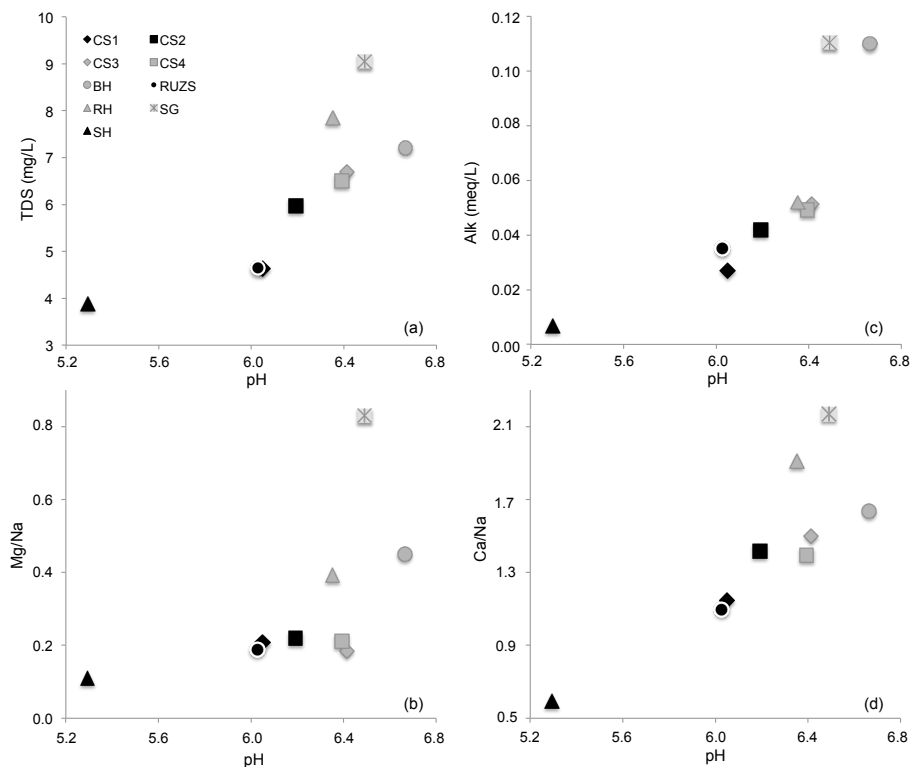 10
9
8
7
6
5
4
3
TDS (mg/L)
CS1
CS2
CS3
CS4
BH
RUZS
RH
SG
SH
(a)
5.2
5.6
6.0
6.4
6.8
pH
0.12
0.10
0.08
0.06
0.04
0.02
0.00
Alk (meq/L)
(c)
5.2
5.6
6.0
6.4
6.8
pH
0.8
0.6
0.4
0.2
0.0
Mg/Na
(b)
5.2
5.6
6.0
6.4
6.8
pH
2.1
1.7
1.3
0.9
0.5
Ca/Na
(d)
5.2
5.6
6.0
6.4
6.8
pH